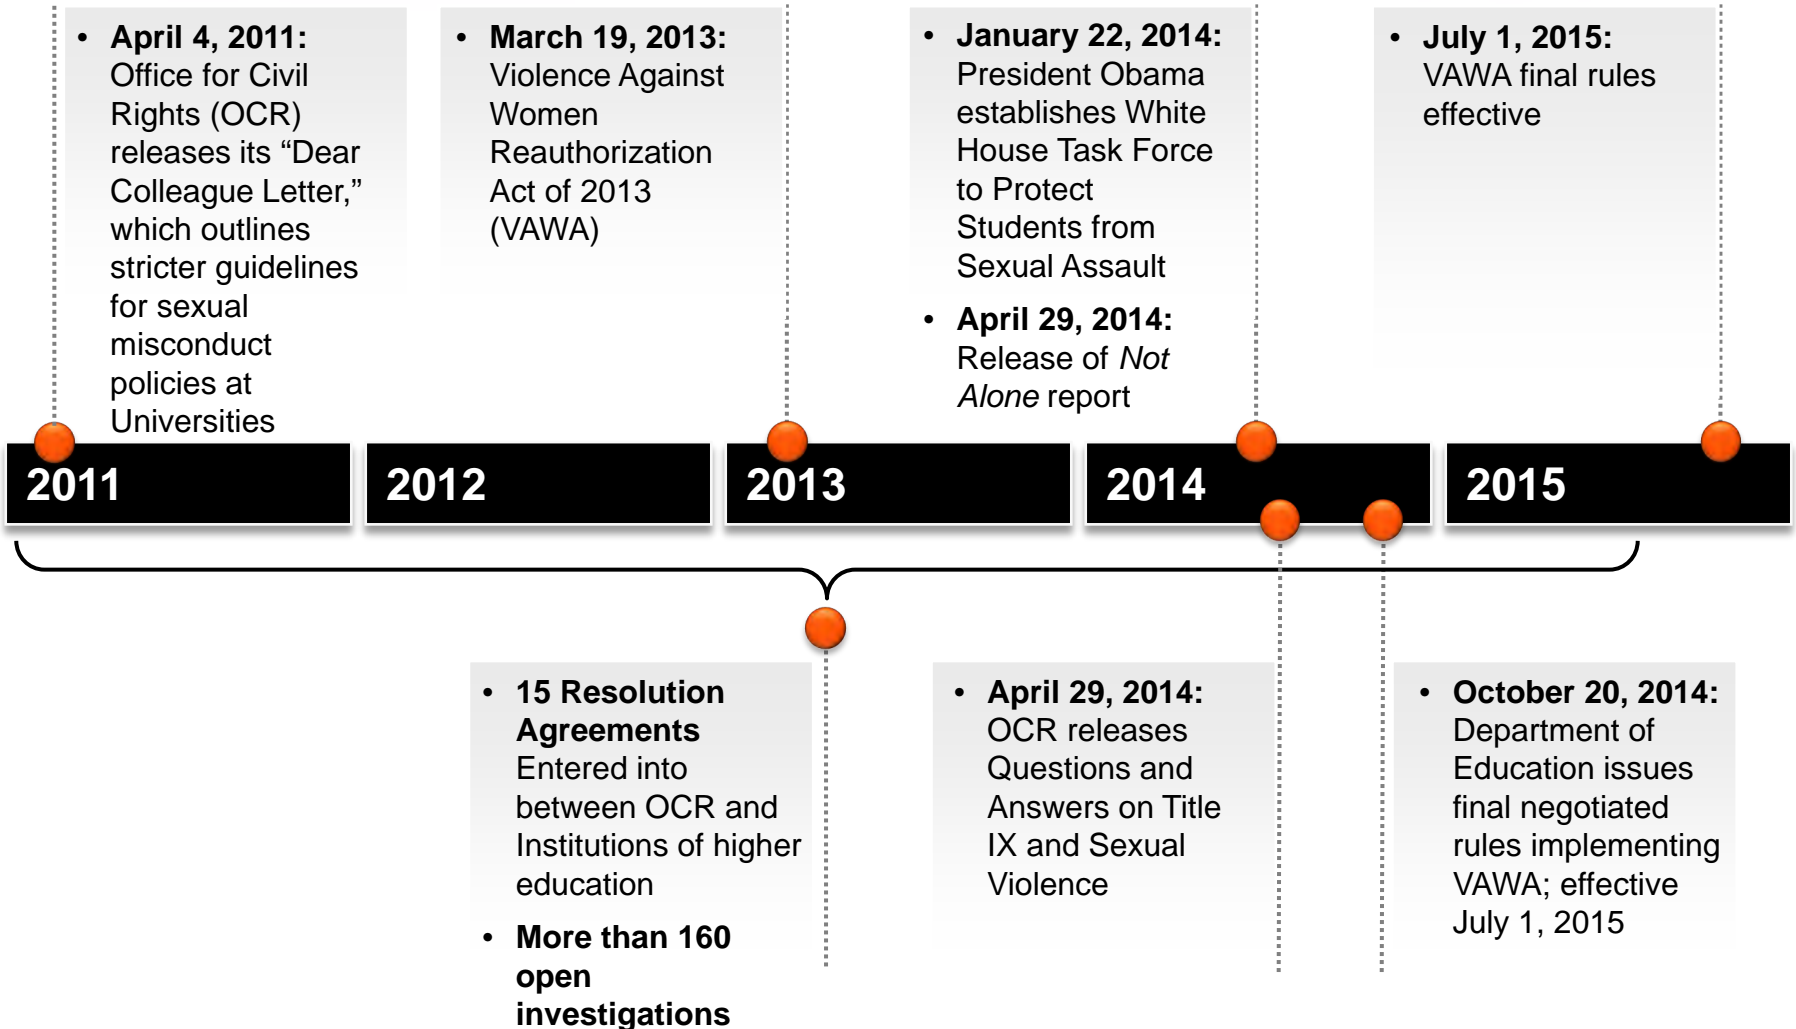 • April 4, 2011:
Office for Civil
Rights (OCR)
releases its “Dear
Colleague Letter,”
which outlines
stricter guidelines
for sexual
misconduct
policies at
Universities
• March 19, 2013:
Violence Against
Women
Reauthorization
Act of 2013
(VAWA)
• January 22, 2014:
President Obama
establishes White
House Task Force
to Protect
Students from
Sexual Assault
• April 29, 2014:
Release of Not
Alone report
• July 1, 2015:
VAWA final rules
effective
2011
2012
2013
2014
2015
• 15 Resolution
Agreements
Entered into
between OCR and
Institutions of higher
education
• More than 160
open
investigations
• April 29, 2014:
OCR releases
Questions and
Answers on Title
IX and Sexual
Violence
• October 20, 2014:
Department of
Education issues
final negotiated
rules implementing
VAWA; effective
July 1, 2015